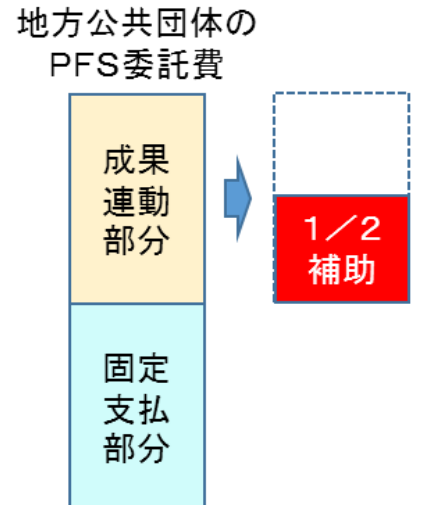 地方公共団体の
PFS委託費
成果
連動
部分
1／2
補助
固定
支払
部分